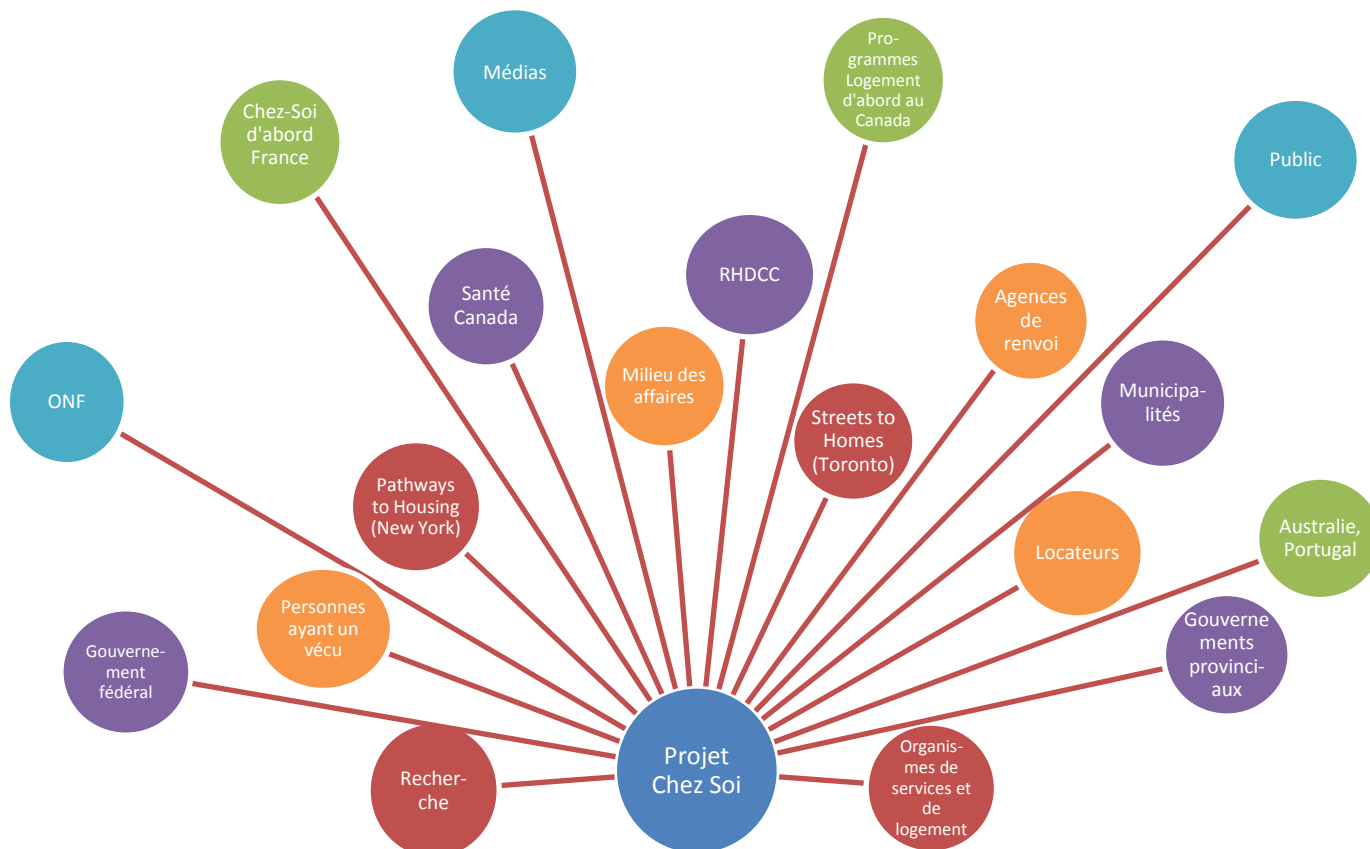 Pro-
grammes
Logement
d'abord au
Canada
Médias
Chez-Soi
d'abord
France
Public
RHDCC
Santé
Canada
Agences
de
renvoi
Milieu des
affaires
Municipa-
lités
ONF
Streets to
Homes
(Toronto)
Pathways
to Housing
(New York)
Locateurs
Australie,
Portugal
Personnes
ayant un
vécu
Gouverne-
ment
fédéral
Gouverne
ments
provinci-
aux
Projet
Chez Soi
Recher-
che
Organis-
mes de
services et
de
logement